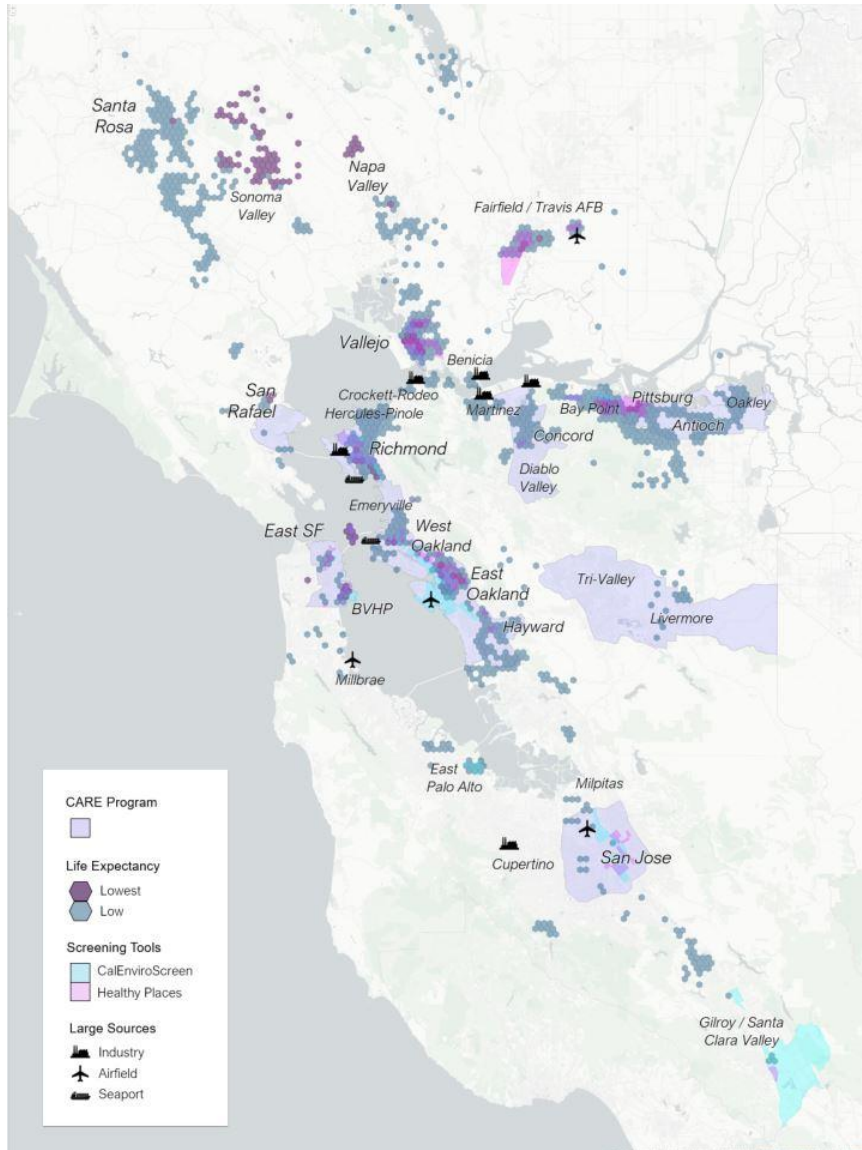 Santa
Rosa
Sonoma
Valley
Napa
Valley
Fairfield / Travis AFB
Vallejo
Benicia
San
Rafael
Crockett-Rodeo
Hercules-Pinole
Martinez
Bay Point
Pittsburg
Oakley
Antioch
Concord
Richmond
Diablo
Valley
Emeryville
East SF
West
Oakland
East
Oakland
BVHP
Tri-Valley
Livermore
Hayward
Millbrae
East
Palo Alto
Milpitas
Cupertino
San Jose
Gilroy / Santa
Clara Valley
CARE Program
Life Expectancy
Lowest
Low
Screening Tools
CalEnviroScreen
Healthy Places
Large Sources
Industry
Airfield
Seaport